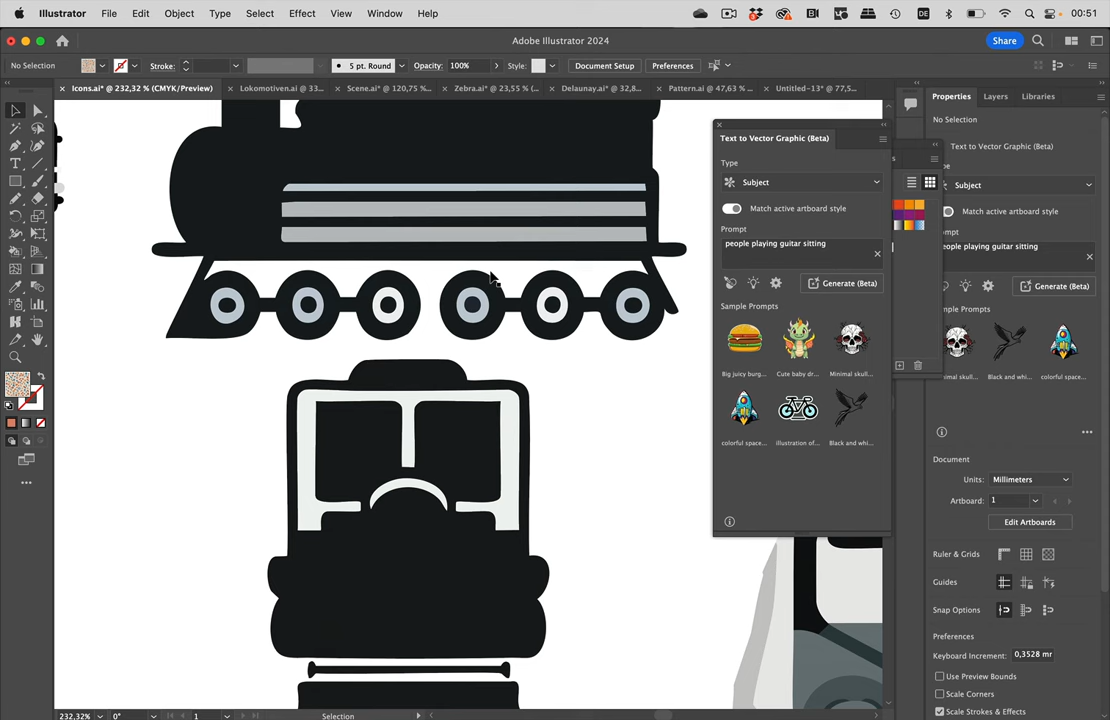 Illustrator File Edit Object Type Select Effect View Window Help
DE
00:51
Adobe Illustrator 2024
Share
No Selection
Stroke:
5 pt. Round
Opacity: 100%
Style:
Document Setup
Preferences
Icons.ai* @ 232,32 % (CMYK/Preview)
Lokomotiven.ai @ 33...
Scene.ai* @ 120,75 %...
Zebra.ai* @ 23,55 % (...
Delaunay.ai* @ 32,8...
Pattern.ai @ 47,63 % ...
Untitled-13* @ 77,5...
Text to Vector Graphic (Beta)
Type
Subject
Match active artboard style
Prompt
people playing guitar sitting
Generate (Beta)
Sample Prompts
Big juicy burg...
Cute baby dr...
Minimal skull...
colorful space...
illustration of...
Black and whi...
Properties
Layers
Libraries
No Selection
Text to Vector Graphic (Beta)
Subject
Match active artboard style
people playing guitar sitting
Generate (Beta)
Sample Prompts
Minimal skull...
Black and whi...
colorful space...
Document
Units:
Millimeters
Artboard:
1
Edit Artboards
Ruler & Grids
Guides
Snap Options
Preferences
Keyboard Increment:
0,3528 mr
Use Preview Bounds
Scale Corners
Scale Strokes & Effects
232,32%
0°
1
Selection